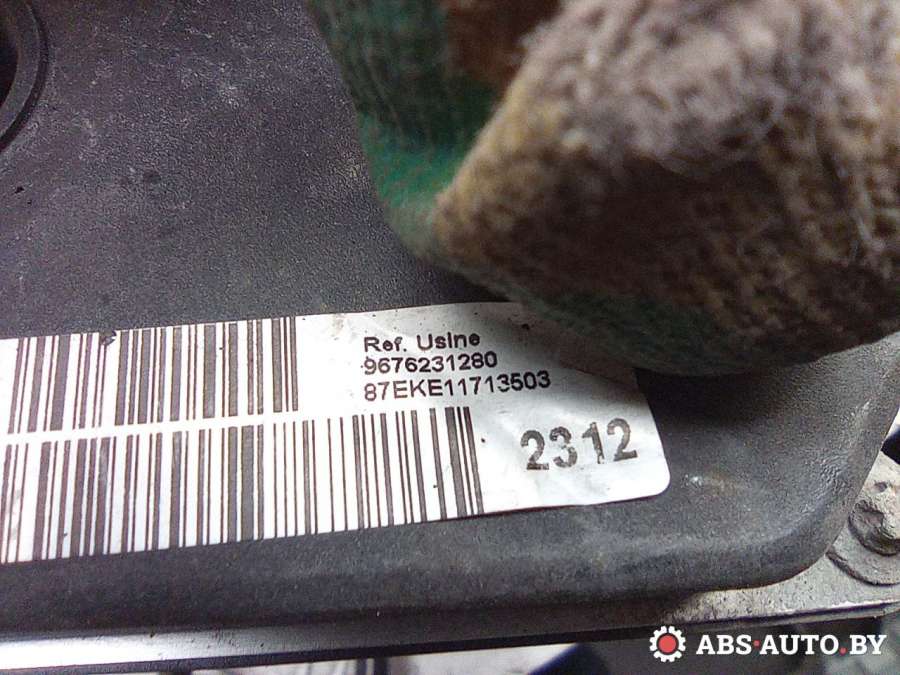 Ref. Usine
9676231280
87EKE11713503
2312
ABS-AUTO.BY